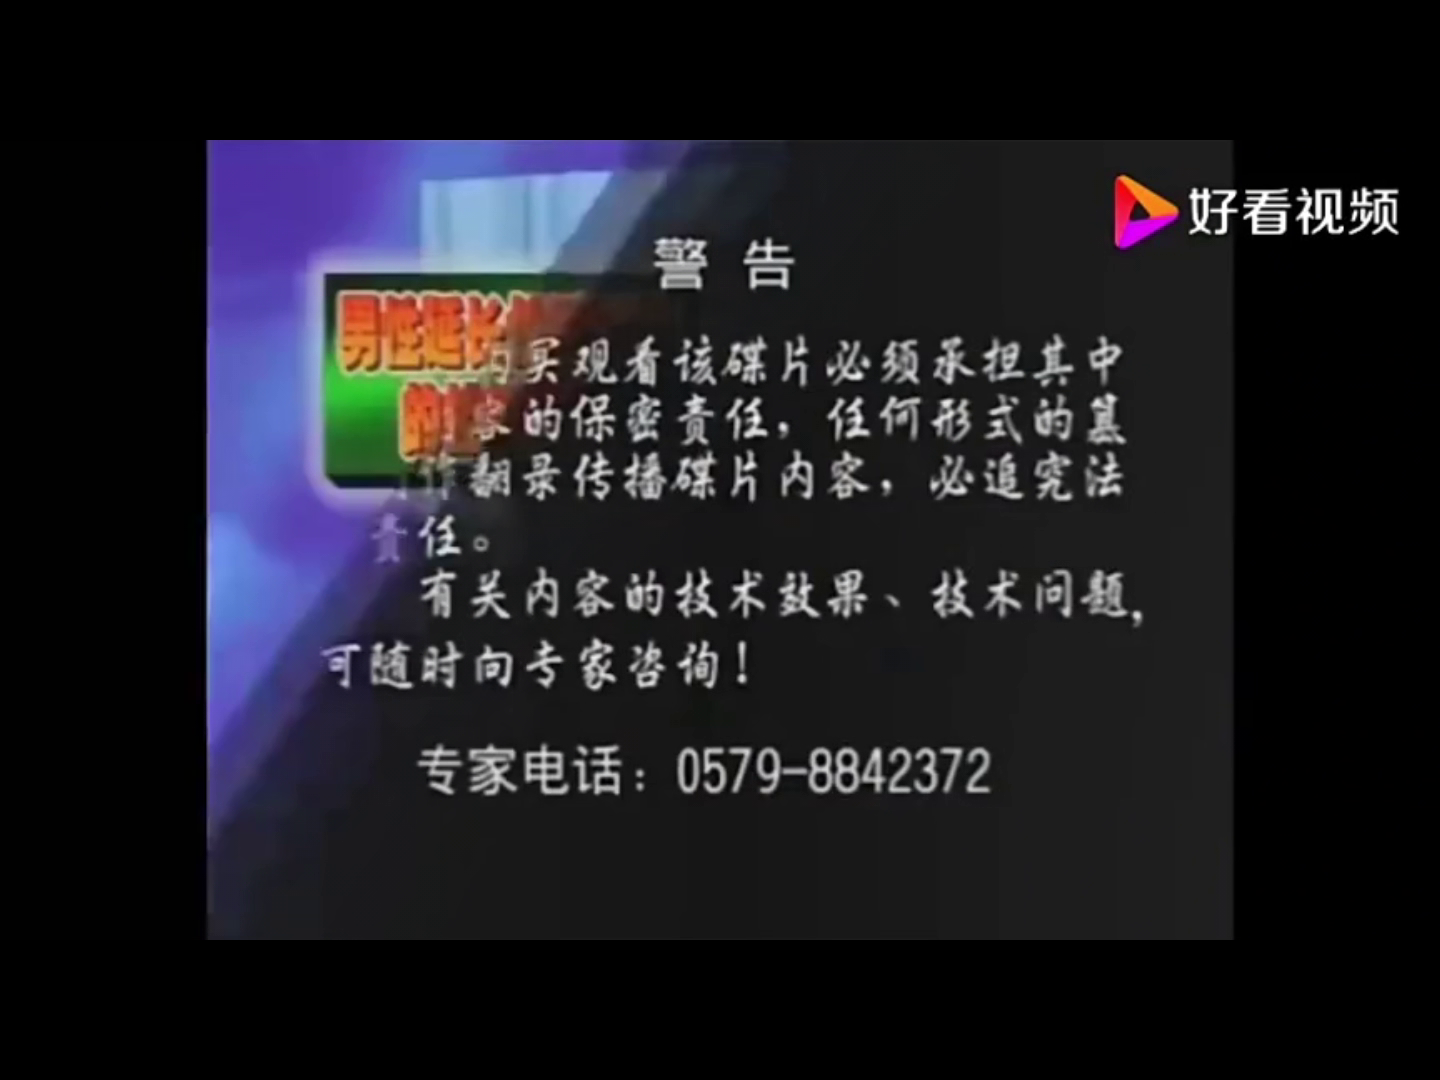 好看视频
警告
男性延长
买观看该碟片必须承担其中
的
容的保密责任，任何形式的篡
作翻录传播碟片内容，必追究法
责任。
有关内容的技术效果、技术问题，
可随时向专家咨询！
专家电话：0579-8842372